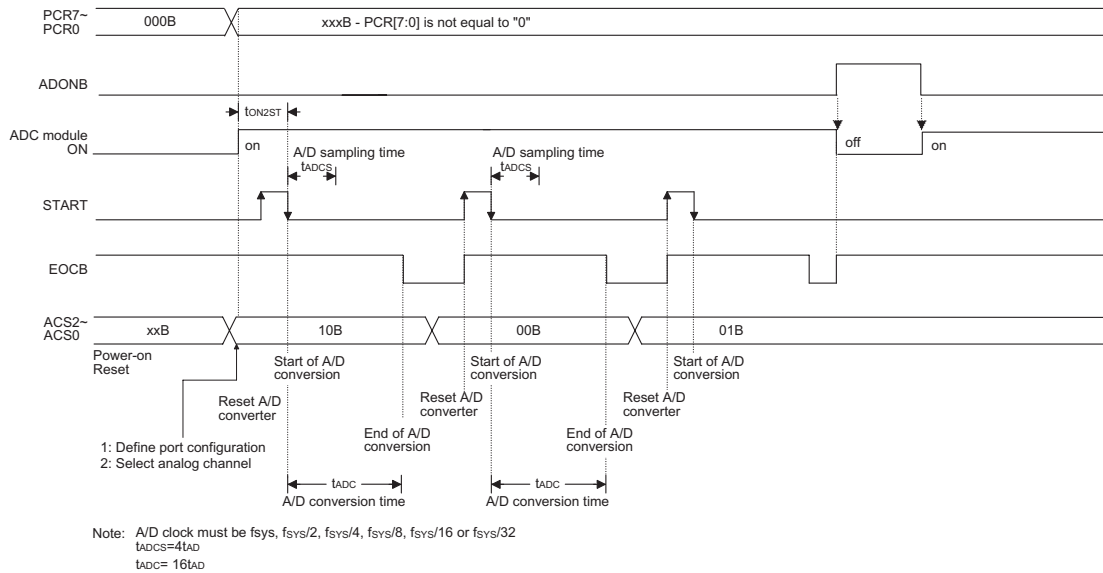 PCR7~
PCR0
000B
xxxB - PCR[7:0] is not equal to "0"
ADONB
tON2ST
ADC module
ON
on
off
on
A/D sampling time
tADCS
A/D sampling time
tADCS
START
EOCB
ACS2~
ACS0
xxB
10B
00B
01B
Power-on
Reset
Start of A/D
conversion
Start of A/D
conversion
Start of A/D
conversion
Reset A/D
converter
Reset A/D
converter
Reset A/D
converter
End of A/D
conversion
End of A/D
conversion
1: Define port configuration
2: Select analog channel
tADC
A/D conversion time
tADC
A/D conversion time
Note: A/D clock must be fsys, fSYS/2, fSYS/4, fSYS/8, fSYS/16 or fSYS/32
tADCS=4tAD
tADC= 16tAD